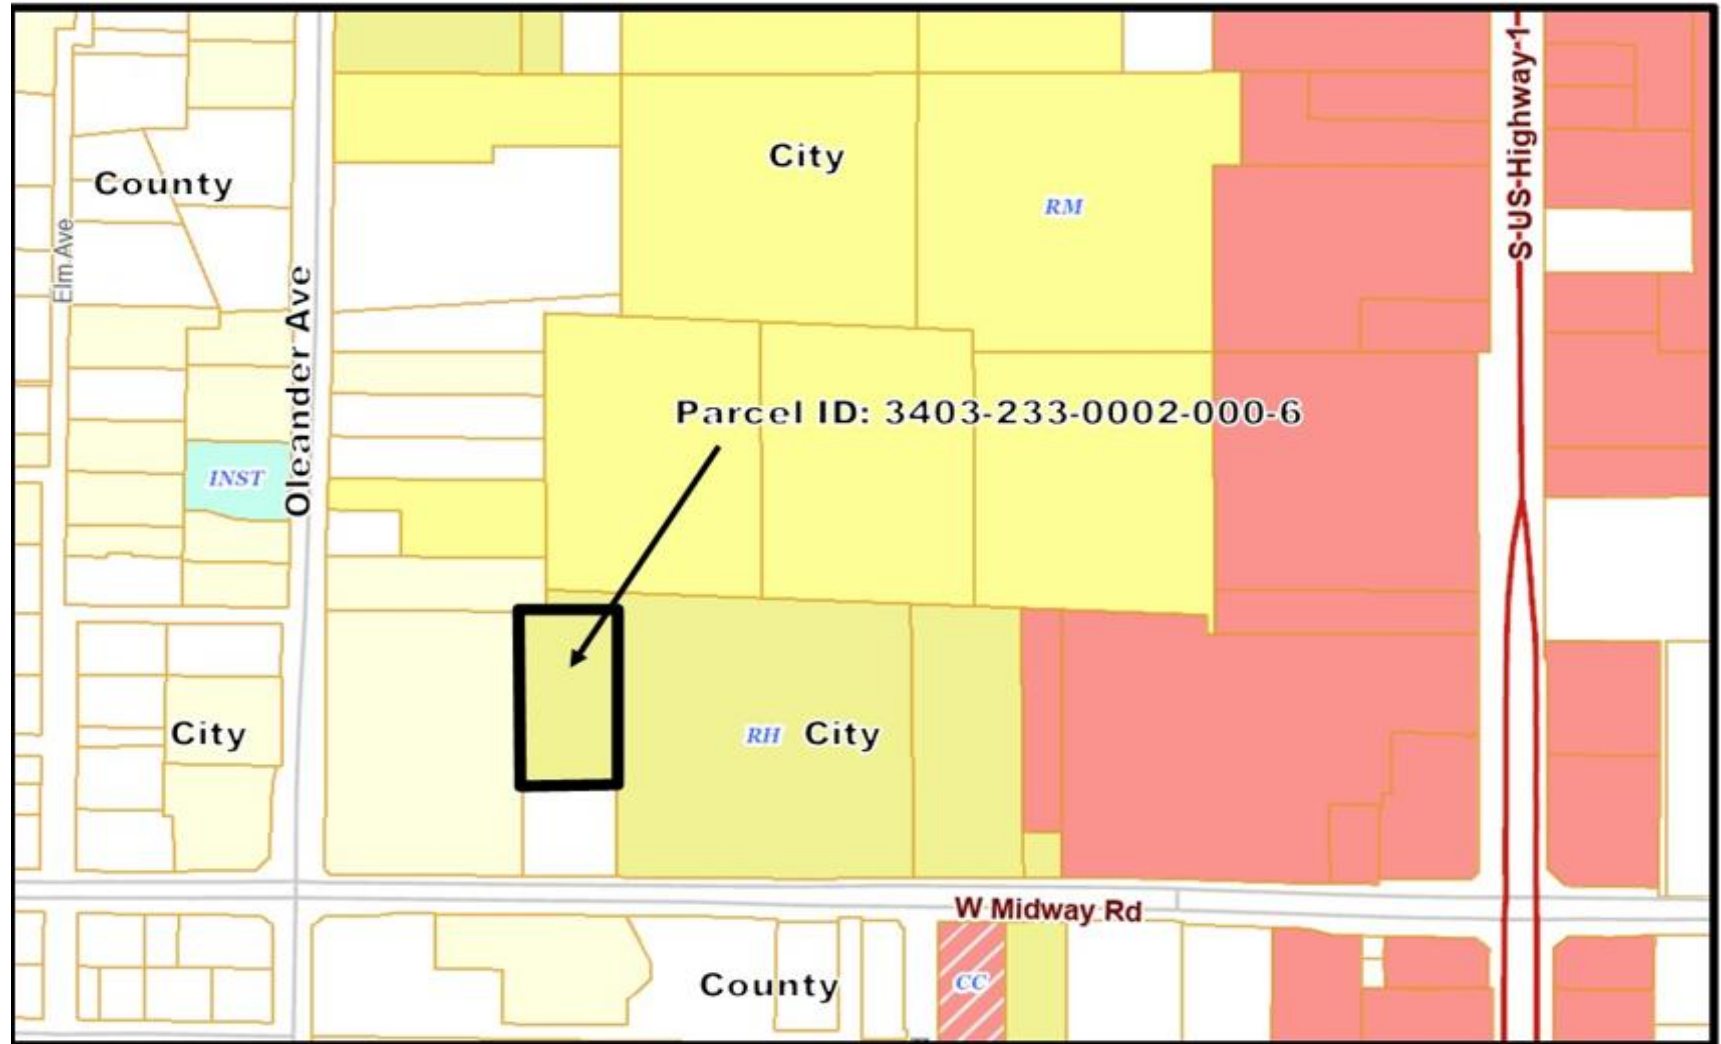 S-US-Highway-1
City
County
RM
Elm Ave
Oleander Ave
Parcel ID: 3403-233-0002-000-6
INST
City
RH City
W Midway Rd
County
CC